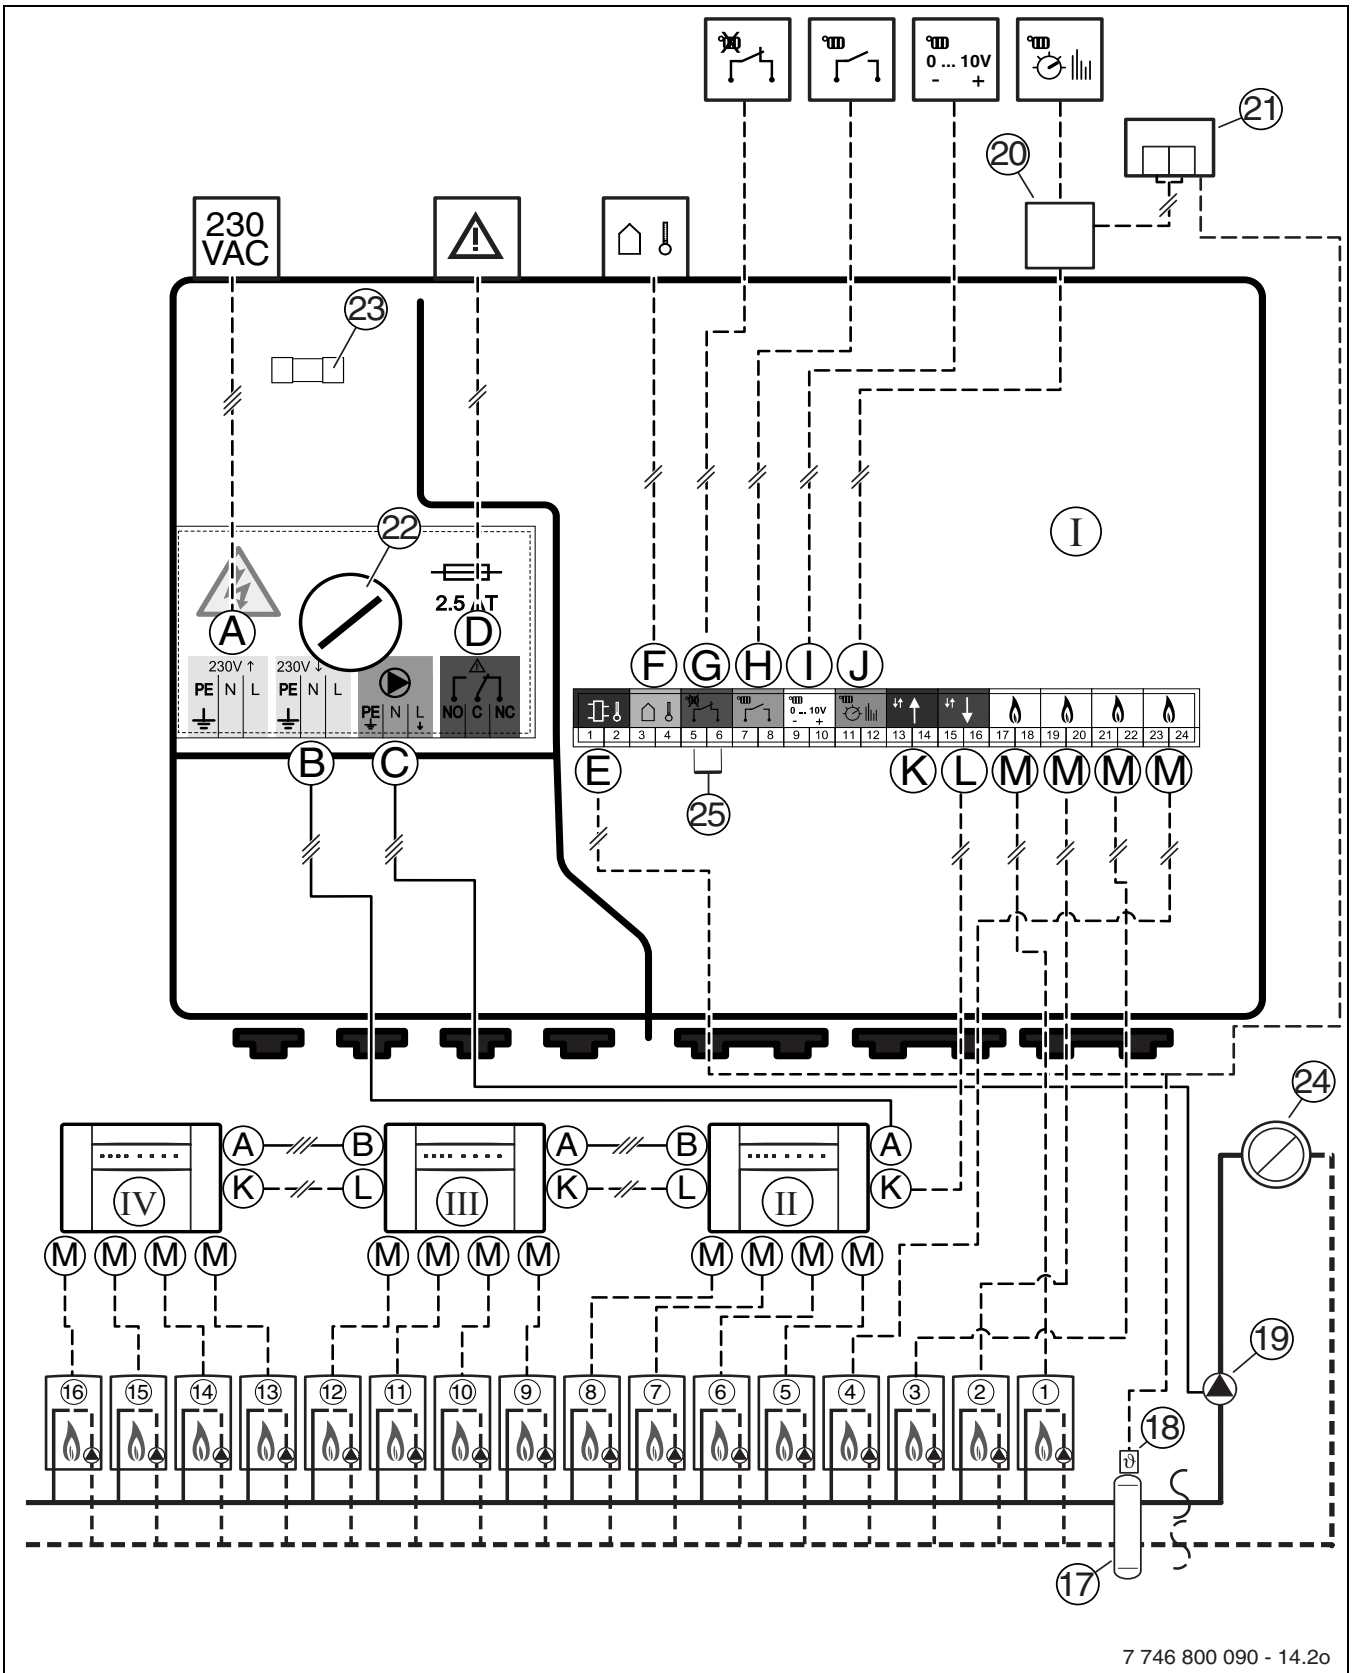 0 ... 10V
- +
21
20
230
VAC
23
22
I
2.5 AT
A
D
F G H I J
230V ↑
230V ↓
PE N L
PE N L
PE N L
NO C NC
0 ... 10V
- +
1 2 3 4 5 6 7 8 9 10 11 12 13 14 15 16 17 18 19 20 21 22 23 24
B C
E
K L M M M M
25
24
A B A B A
K L K L K
IV III II
M M M M M M M M M M M M
19
16 15 14 13 12 11 10 9 8 7 6 5 4 3 2 1
18
ϑ
17
7 746 800 090 - 14.2o